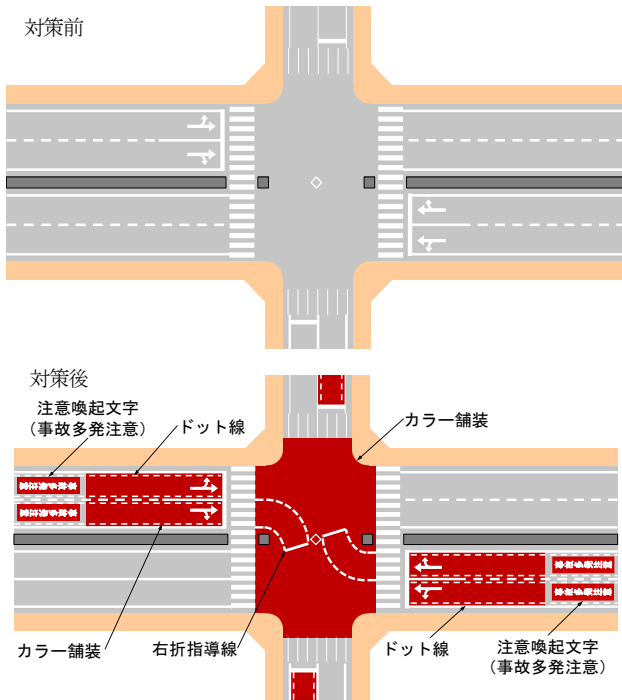 対策前
対策後
注意喚起文字
（事故多発注意）
ドット線
カラー舗装
カラー舗装
右折指導線
ドット線
注意喚起文字
（事故多発注意）